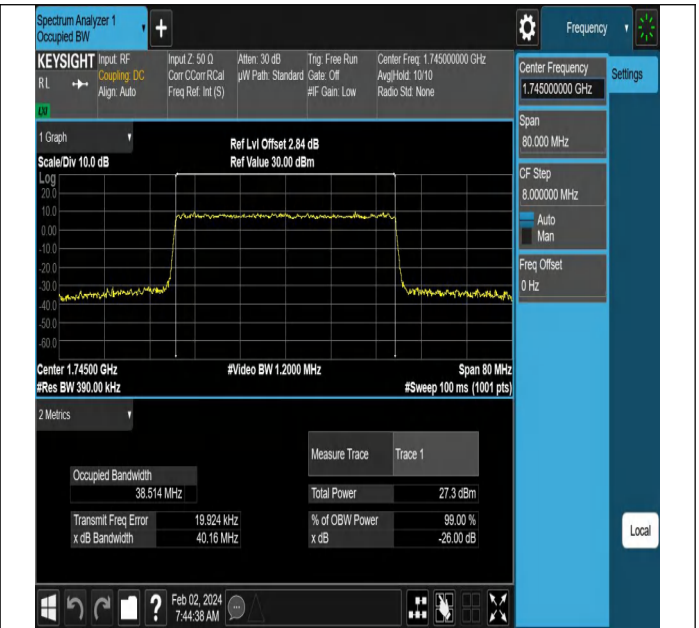 Spectrum Analyzer 1
Occupied BW
+
Frequency
KEYSIGHT
RL
LXI
Input: RF
Coupling: DC
Align: Auto
Input Z: 50 Ω
Corr CCorr RCal
Freq Ref: Int (S)
Atten: 30 dB
µW Path: Standard
Trig: Free Run
Gate: Off
#IF Gain: Low
Center Freq: 1.745000000 GHz
Avg|Hold: 10/10
Radio Std: None
Center Frequency
1.745000000 GHz
Settings
Span
80.000 MHz
CF Step
8.000000 MHz
Auto
Man
Freq Offset
0 Hz
1 Graph
Scale/Div 10.0 dB
Ref Lvl Offset 2.84 dB
Ref Value 30.00 dBm
Log
20.0
10.0
0.00
-10.0
-20.0
-30.0
-40.0
-50.0
-60.0
Center 1.74500 GHz
#Video BW 1.2000 MHz
Span 80 MHz
#Res BW 390.00 kHz
#Sweep 100 ms (1001 pts)
2 Metrics
Measure Trace Trace 1
Occupied Bandwidth
38.514 MHz
Total Power 27.3 dBm
Transmit Freq Error 19.924 kHz
% of OBW Power 99.00 %
x dB Bandwidth 40.16 MHz
x dB -26.00 dB
Local
?
Feb 02, 2024
7:44:38 AM